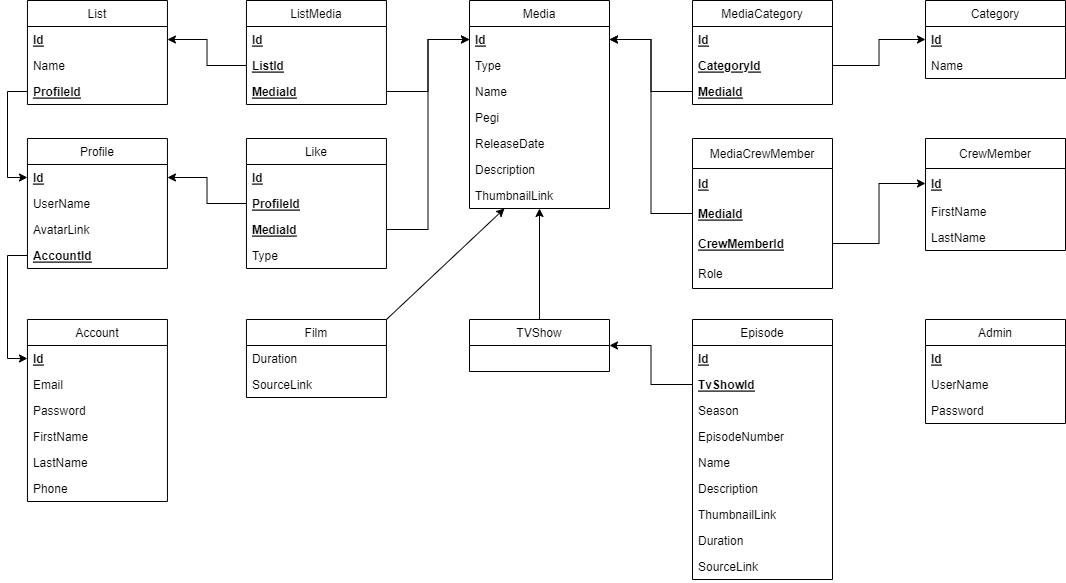 List
Id
Name
ProfileId
ListMedia
Id
ListId
MediaId
Media
Id
Type
Name
Pegi
ReleaseDate
Description
ThumbnailLink
MediaCategory
Id
CategoryId
MediaId
Category
Id
Name
Profile
Id
UserName
AvatarLink
AccountId
Like
Id
ProfileId
MediaId
Type
MediaCrewMember
Id
MediaId
CrewMemberId
Role
CrewMember
Id
FirstName
LastName
Account
Id
Email
Password
FirstName
LastName
Phone
Film
Duration
SourceLink
TVShow
Episode
Id
TvShowId
Season
EpisodeNumber
Name
Description
ThumbnailLink
Duration
SourceLink
Admin
Id
UserName
Password